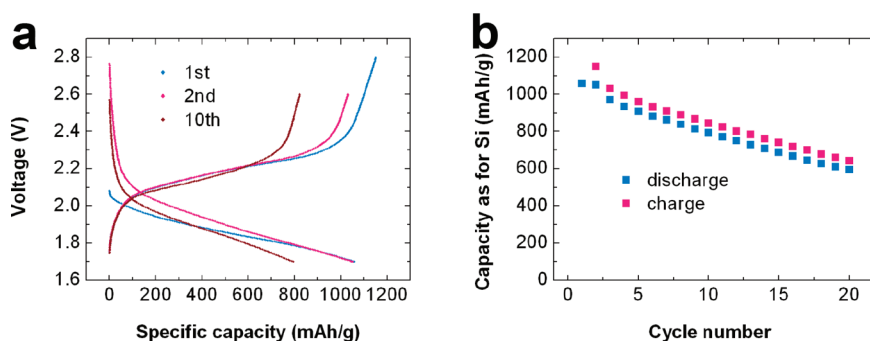 a
2.8
2.6
2.4
2.2
2.0
1.8
1.6
Voltage (V)
1st
2nd
10th
0 200 400 600 800 1000 1200
Specific capacity (mAh/g)
b
1200
1000
800
600
400
200
0
Capacity as for Si (mAh/g)
discharge
charge
0 5 10 15 20
Cycle number